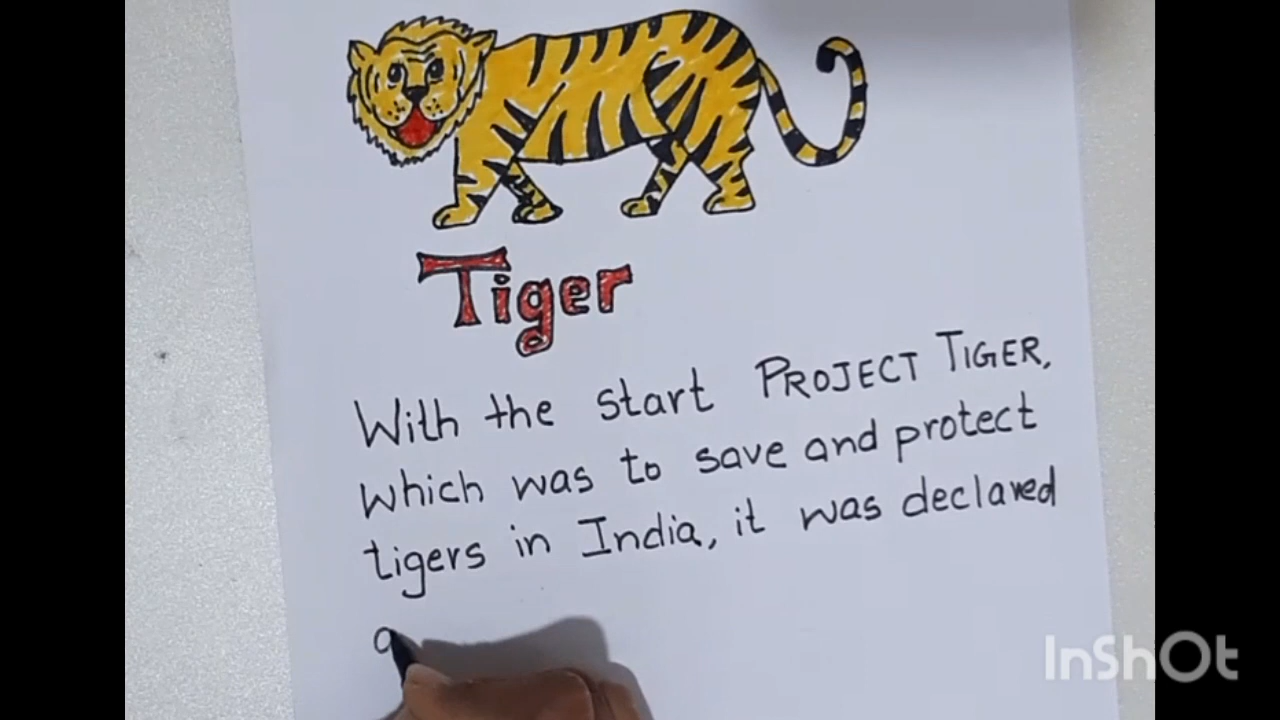 Tiger
With the start PROJECT TIGER,
which was to save and protect
tigers in India, it was declared
a
InShOt